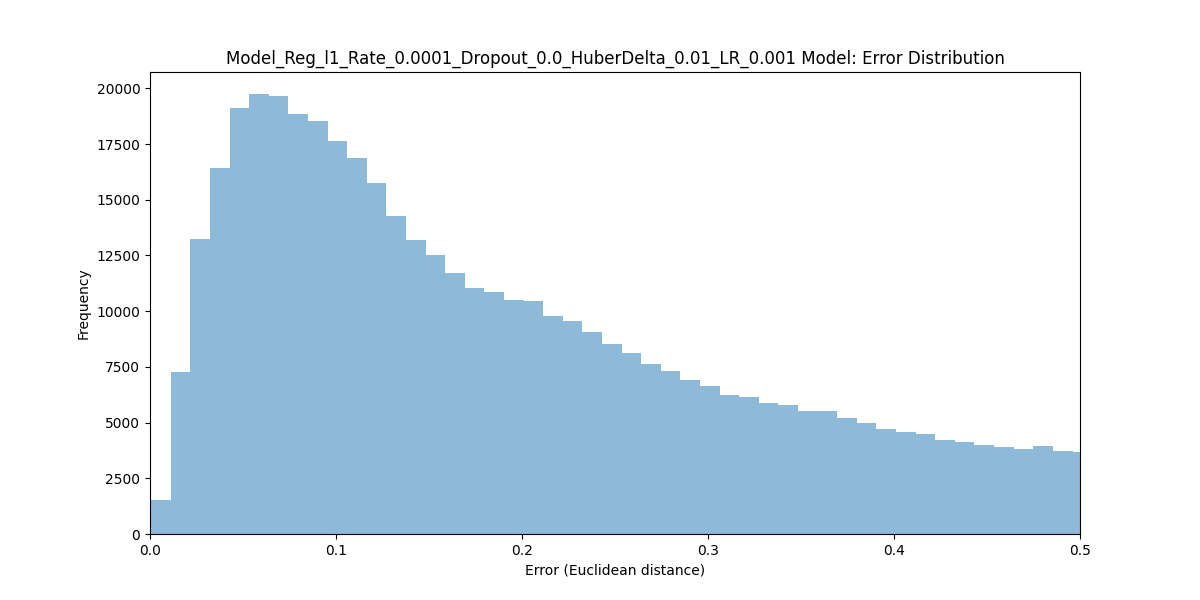 Model_Reg_l1_Rate_0.0001_Dropout_0.0_HuberDelta_0.01_LR_0.001 Model: Error Distribution
20000
17500
15000
12500
10000
7500
5000
2500
0
Frequency
0.0 0.1 0.2 0.3 0.4 0.5
Error (Euclidean distance)